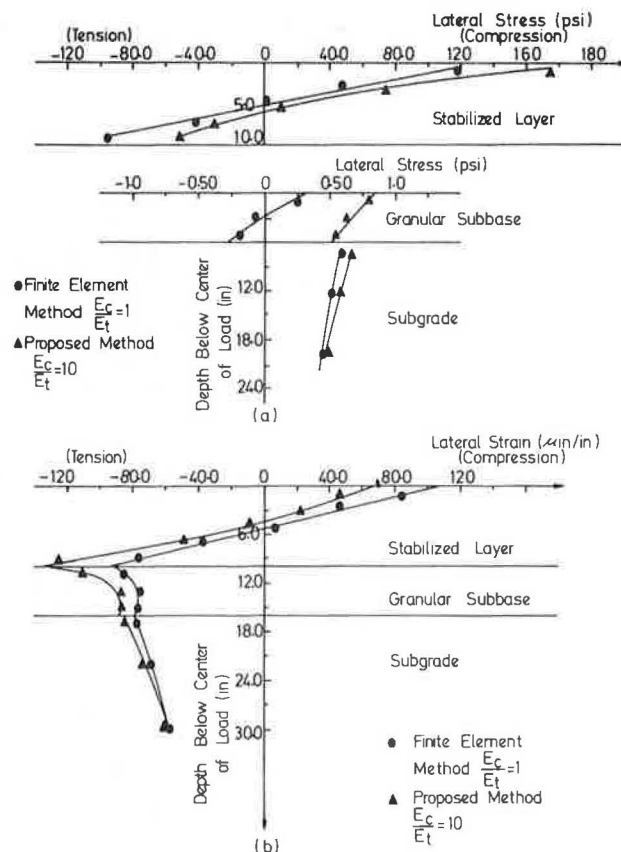 Lateral Stress (psi)
(Tension) (Compression)
-120.0 -80.0 -40.0 0 40.0 80.0 120.0 160.0 180.0
5.0
Stabilized Layer
10.0
Lateral Stress (psi)
-1.0 -0.50 0 0.50 1.0
Granular Subbase
Finite Element
Method Ec/Et=1
Proposed Method
Ec/Et=10
Depth Below Center
of Load (in)
12.0
18.0
24.0
Subgrade
(a)
Lateral Strain (μin/in)
(Tension) (Compression)
-120 -80.0 -40.0 0 40.0 80.0 120
6.0
Stabilized Layer
12.0
Granular Subbase
18.0
Subgrade
24.0
30.0
Depth Below Center
of Load (in)
Finite Element
Method Ec/Et=1
Proposed Method
Ec/Et=10
(b)